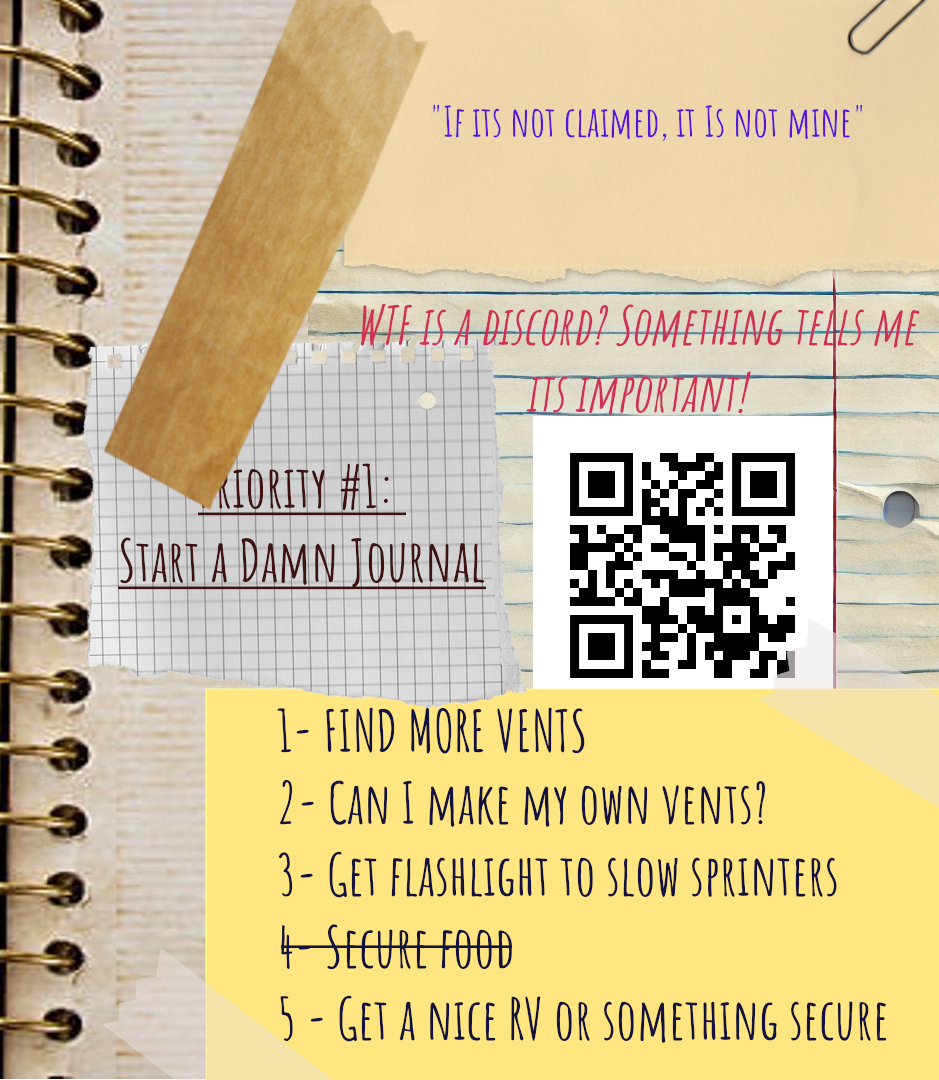 "If its not claimed, it Is not mine"
WTF is a discord? Something tells me
its important!
riority #1:
Start a Damn Journal
1- FIND MORE VENTS
2- Can I make my own vents?
3- Get flashlight to slow sprinters
4- Secure food
5 - Get a nice RV or something secure